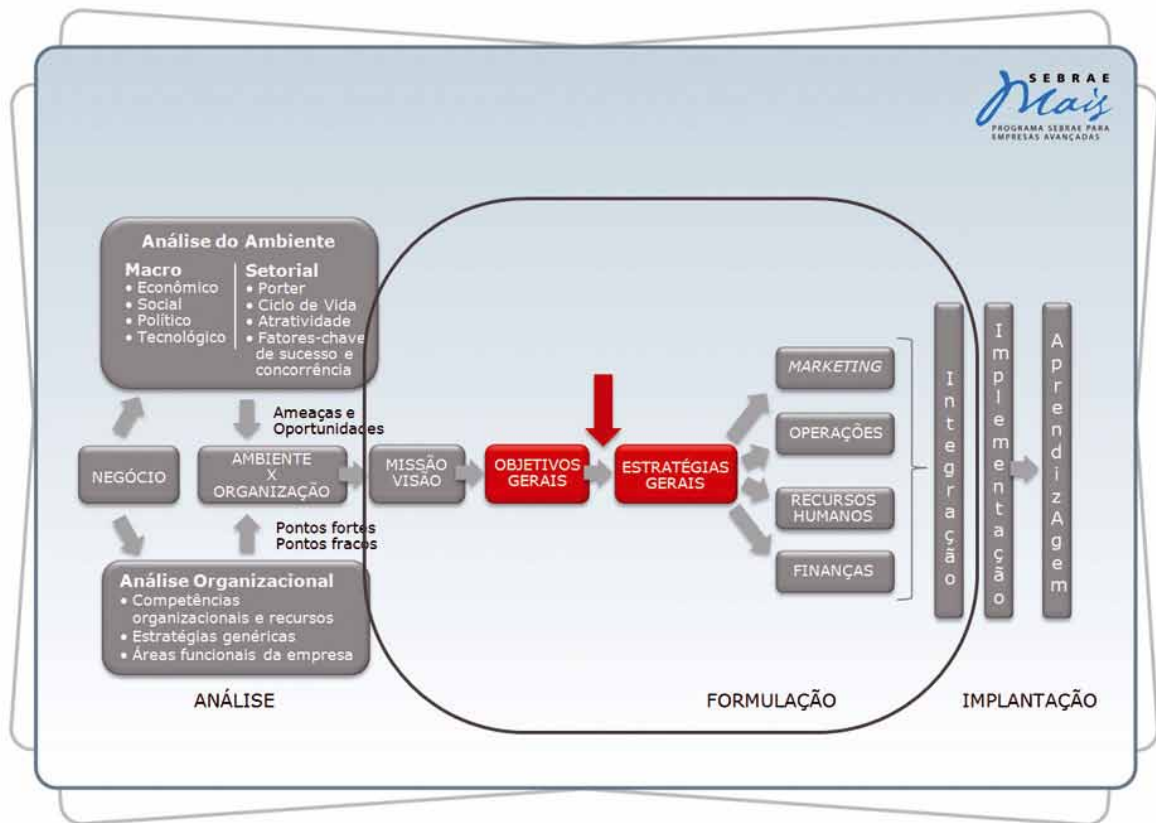 SEBRAE
Mais
PROGRAMA SEBRAE PARA
EMPRESAS AVANÇADAS
Análise do Ambiente
Macro
• Econômico
• Social
• Político
• Tecnológico
Setorial
• Porter
• Ciclo de Vida
• Atratividade
• Fatores-chave
de sucesso e
concorrência
Ameaças e
Oportunidades
NEGÓCIO
AMBIENTE
X
ORGANIZAÇÃO
MISSÃO
VISÃO
OBJETIVOS
GERAIS
ESTRATÉGIAS
GERAIS
MARKETING
OPERAÇÕES
RECURSOS
HUMANOS
FINANÇAS
Integração
Implementação
AprendizAgem
Pontos fortes
Pontos fracos
Análise Organizacional
• Competências
organizacionais e recursos
• Estratégias genéricas
• Áreas funcionais da empresa
ANÁLISE
FORMULAÇÃO
IMPLANTAÇÃO